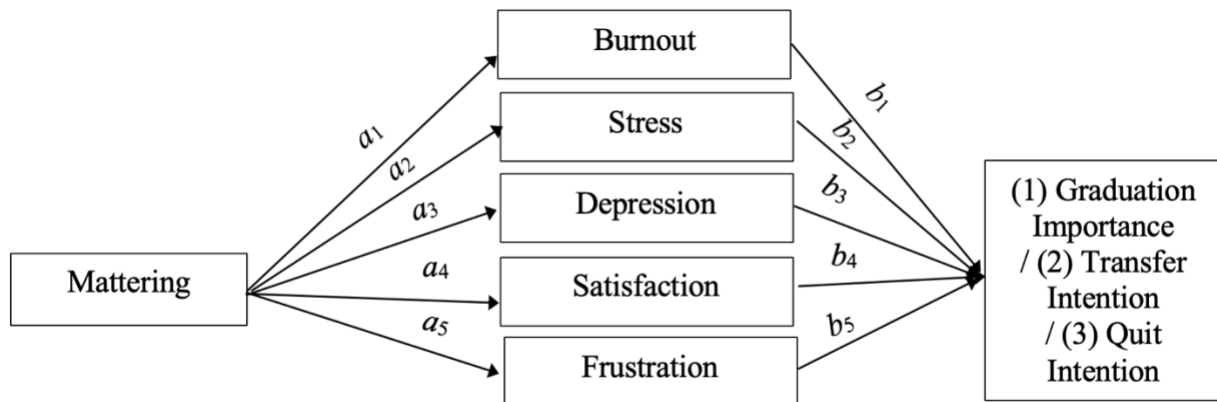 Burnout
a1
b1
Stress
a2
b2
(1) Graduation
Importance
/ (2) Transfer
Intention
/ (3) Quit
Intention
Depression
a3
b3
Mattering
Satisfaction
a4
b4
Frustration
a5
b5